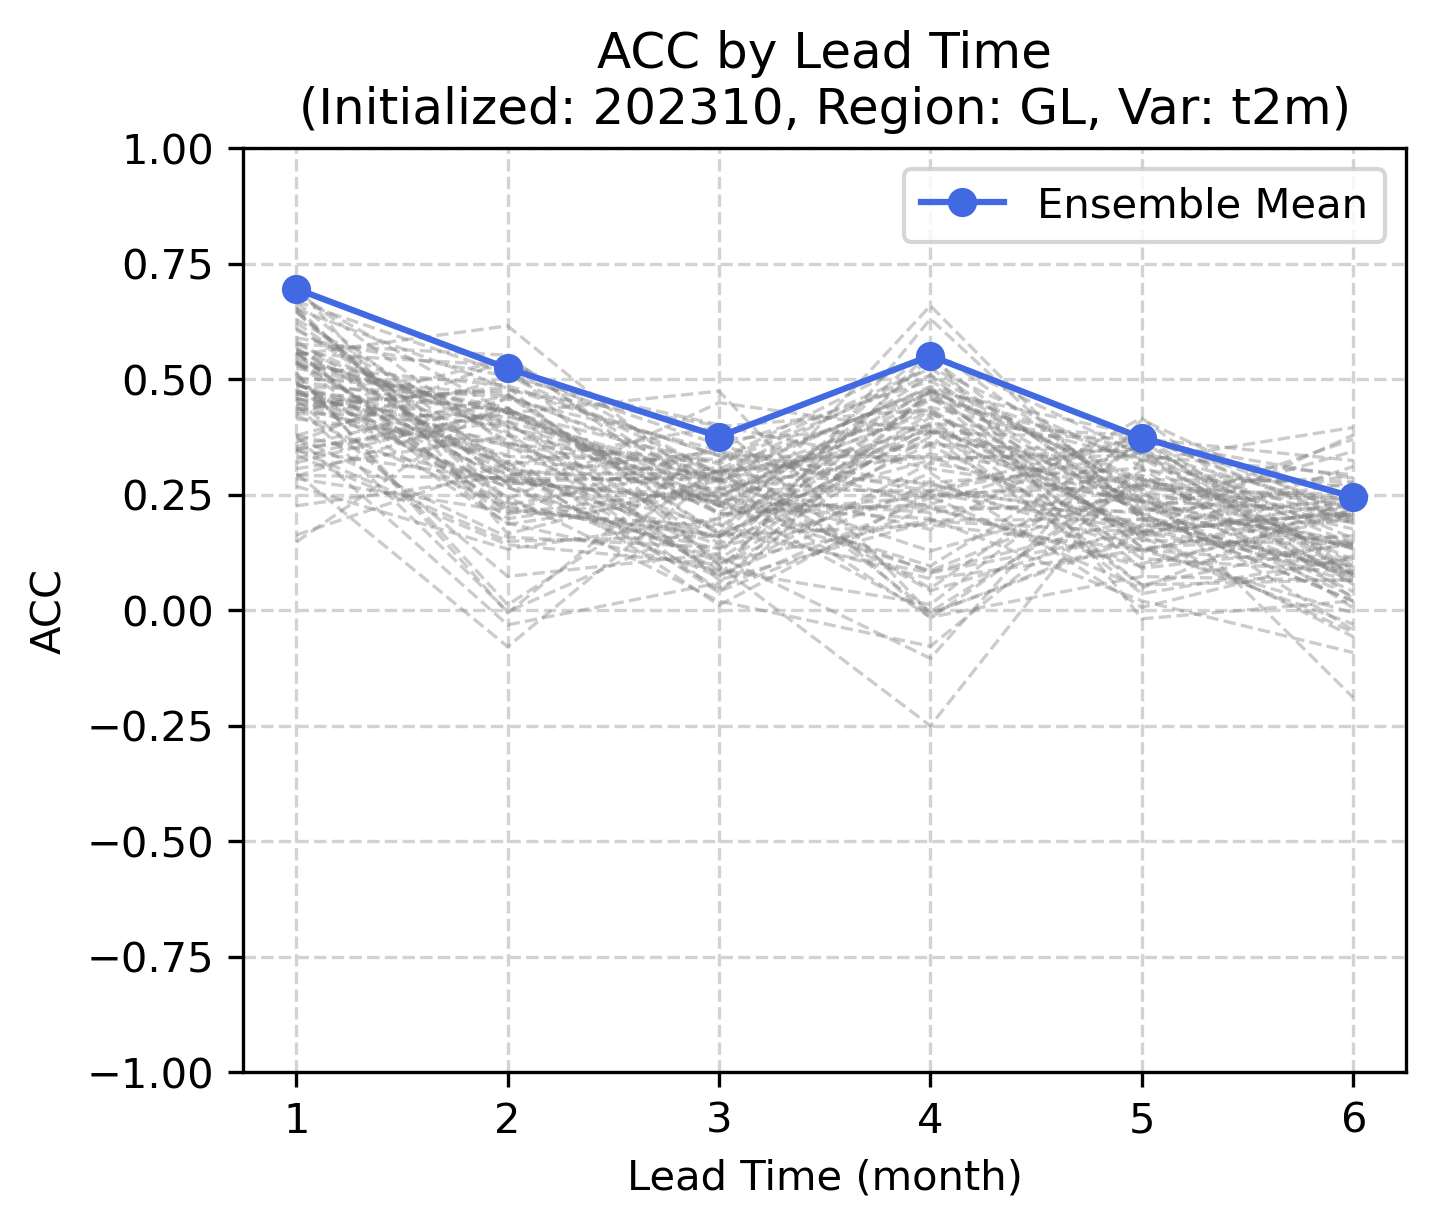 ACC by Lead Time
(Initialized: 202310, Region: GL, Var: t2m)
1.00
0.75
0.50
0.25
0.00
−0.25
−0.50
−0.75
−1.00
ACC
Ensemble Mean
1 2 3 4 5 6
Lead Time (month)